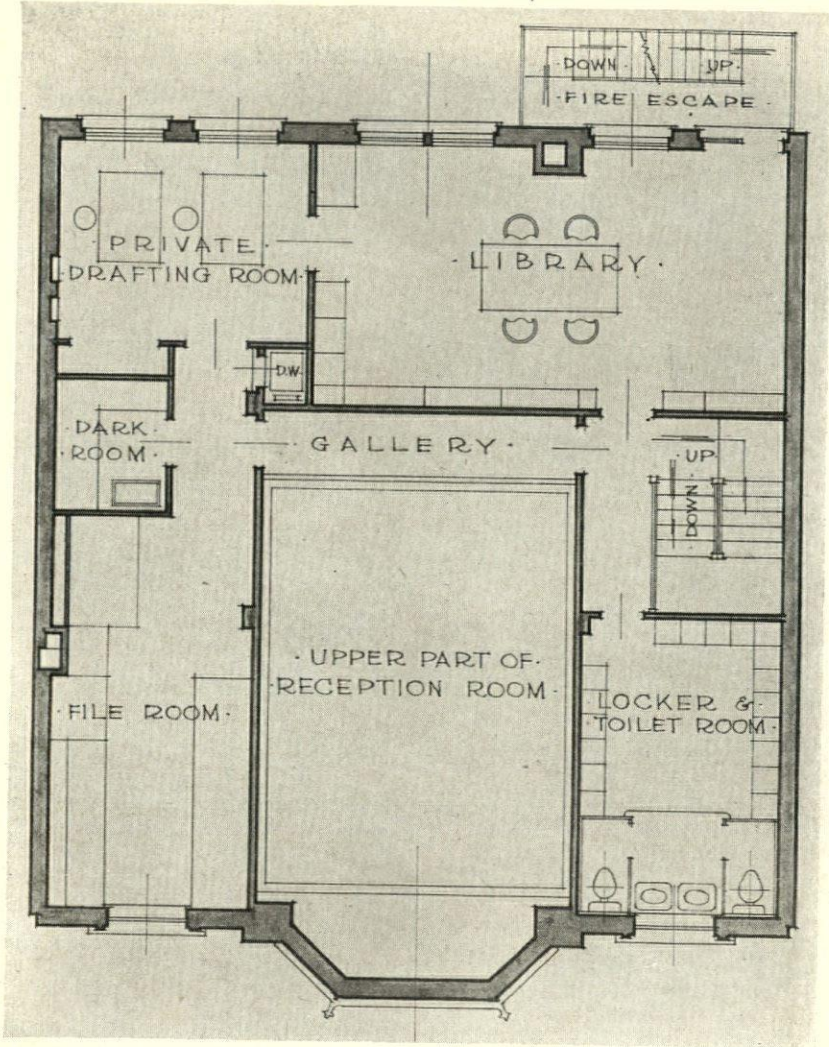 DOWN · UP ·
· FIRE ESCAPE ·
· PRIVATE ·
· DRAFTING ROOM ·
· LIBRARY ·
D.W.
· DARK ·
· ROOM ·
· GALLERY ·
UP
DOWN
· UPPER PART OF ·
· RECEPTION ROOM ·
· FILE ROOM ·
LOCKER &
TOILET ROOM ·